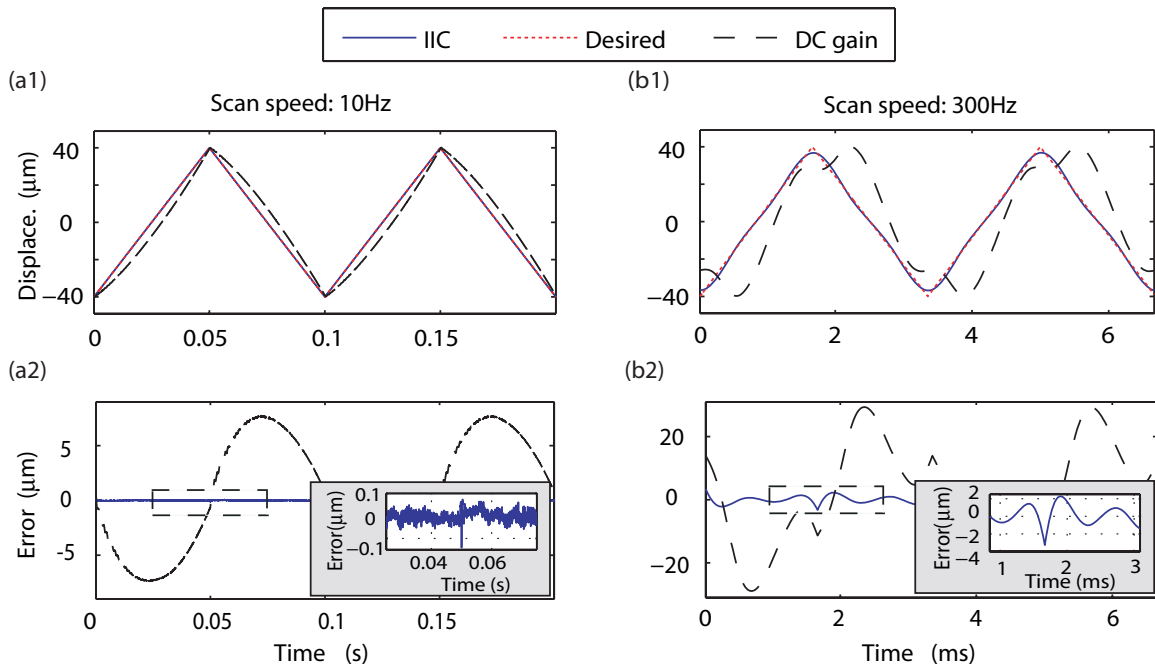 IIC Desired DC gain
(a1)
(b1)
Scan speed: 10Hz
Scan speed: 300Hz
Displace. (μm)
40
0
−40
0 0.05 0.1 0.15
40
20
0
−20
−40
0 2 4 6
(a2)
(b2)
Error (μm)
5
0
-5
0 0.05 0.1 0.15
Time (s)
Error(μm)
0.1
0
−0.1
0.04 0.06
Time (s)
20
0
−20
0 2 4 6
Time (ms)
Error(μm)
2
0
−2
−4
1 2 3
Time (ms)